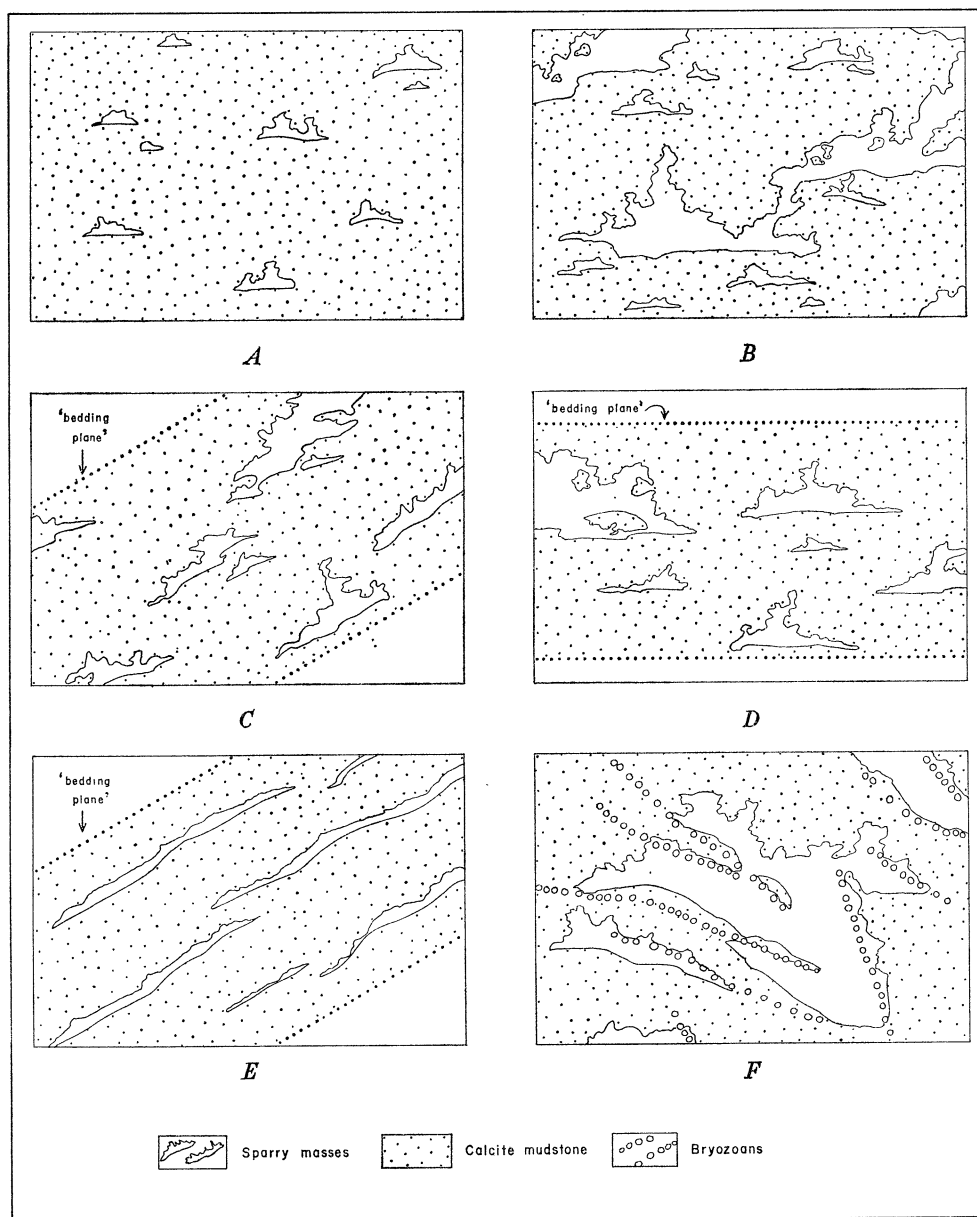 A
B
'bedding
plane'
'bedding plane'
C
D
'bedding
plane'
E
F
Sparry masses
Calcite mudstone
Bryozoans